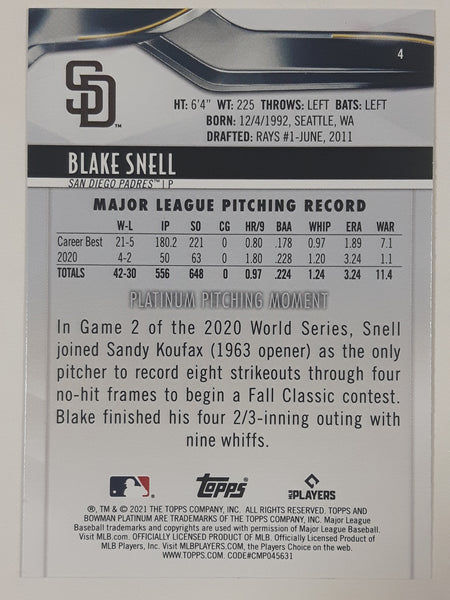 4
SD™
HT: 6'4" WT: 225 THROWS: LEFT BATS: LEFT
BORN: 12/4/1992, SEATTLE, WA
DRAFTED: RAYS #1-JUNE, 2011
BLAKE SNELL
SAN DIEGO PADRES™ | P
MAJOR LEAGUE PITCHING RECORD
W-L IP SO CG HR/9 BAA WHIP ERA WAR
Career Best 21-5 180.2 221 0 0.80 .178 0.97 1.89 7.1
2020 4-2 50 63 0 1.80 .228 1.20 3.24 1.1
TOTALS 42-30 556 648 0 0.97 .224 1.24 3.24 11.4
PLATINUM PITCHING MOMENT
In Game 2 of the 2020 World Series, Snell
joined Sandy Koufax (1963 opener) as the only
pitcher to record eight strikeouts through four
no-hit frames to begin a Fall Classic contest.
Blake finished his four 2/3-inning outing with
nine whiffs.
topps
MLB PLAYERS
®, TM & © 2021 THE TOPPS COMPANY, INC. ALL RIGHTS RESERVED. TOPPS AND
BOWMAN PLATINUM ARE TRADEMARKS OF THE TOPPS COMPANY, INC. Major League
Baseball trademarks and copyrights are used with permission of Major League Baseball.
Visit MLB.com. OFFICIALLY LICENSED PRODUCT OF MLB. Officially Licensed Product of
MLB Players, Inc. Visit MLBPLAYERS.COM, the Players Choice on the web.
WWW.TOPPS.COM CODE#CMP045631